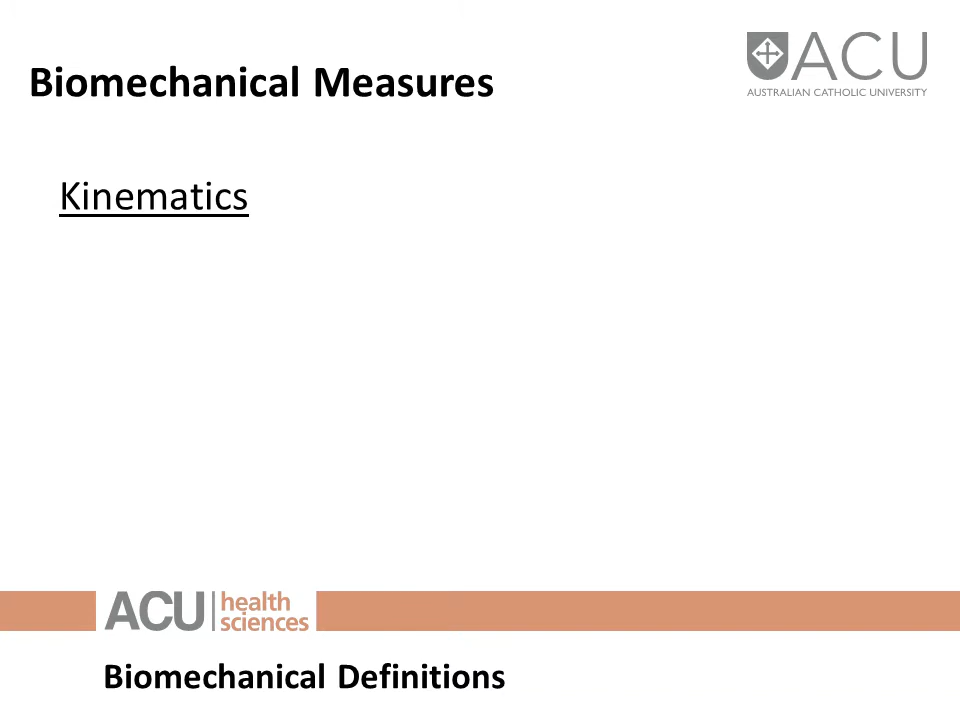 Biomechanical Measures
ACU
AUSTRALIAN CATHOLIC UNIVERSITY
Kinematics
ACU health
sciences
Biomechanical Definitions